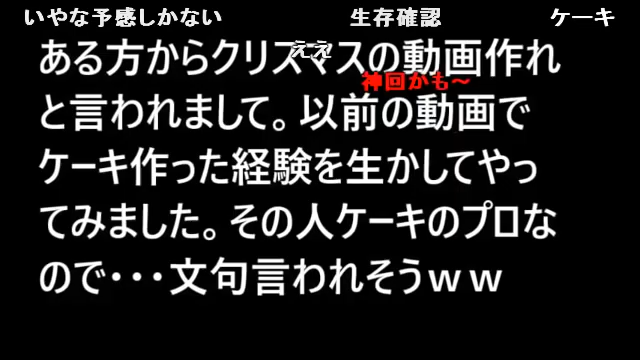 いやな予感しかない 生存確認 ケーキ
ええ
ある方からクリスマスの動画作れ
神回かも～
と言われまして。以前の動画で
ケーキ作った経験を生かしてやっ
てみました。その人ケーキのプロな
ので・・・文句言われそうｗｗ